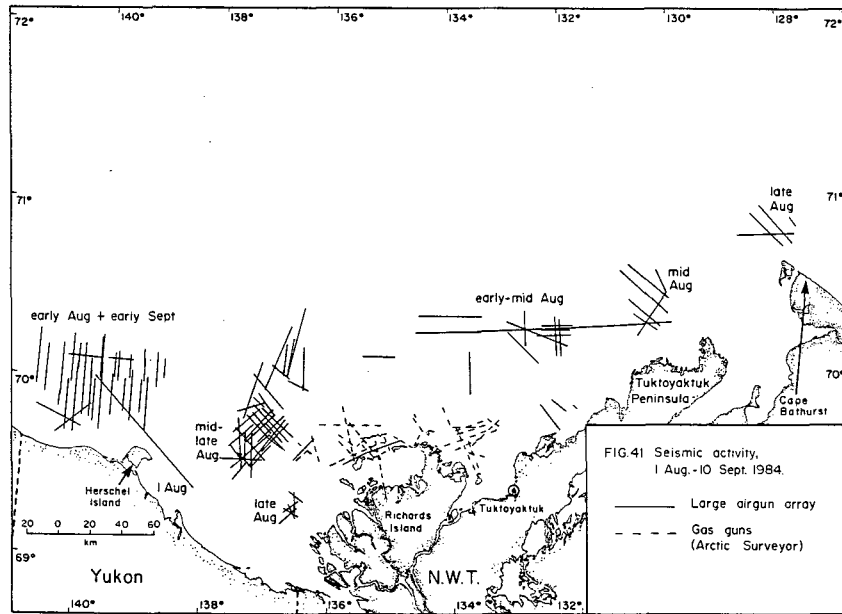 72°
140°
138°
136°
134°
132°
130°
128°
72°
71°
71°
late
Aug
mid
Aug
early-mid Aug
early Aug + early Sept
70°
70°
Tuktoyaktuk
Peninsula
Cape
Bathurst
mid-
late
Aug
1 Aug
Herschel
Island
late
Aug
Richards
Island
Tuktoyaktuk
20 0 20 40 60
km
69°
Yukon
N.W.T.
140°
138°
136°
134°
132°
FIG.41 Seismic activity,
1 Aug.-10 Sept. 1984.
Large airgun array
Gas guns
(Arctic Surveyor)